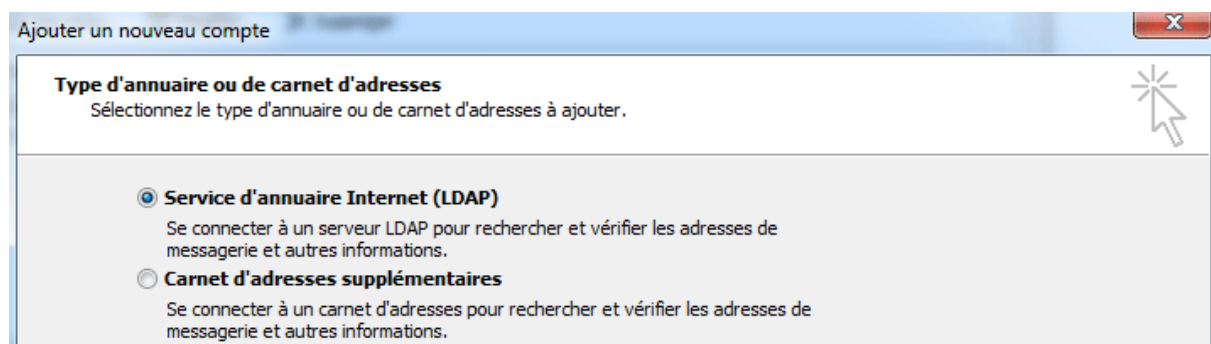 Ajouter un nouveau compte
Type d'annuaire ou de carnet d'adresses
Sélectionnez le type d'annuaire ou de carnet d'adresses à ajouter.
Service d'annuaire Internet (LDAP)
Se connecter à un serveur LDAP pour rechercher et vérifier les adresses de
messagerie et autres informations.
Carnet d'adresses supplémentaires
Se connecter à un carnet d'adresses pour rechercher et vérifier les adresses de
messagerie et autres informations.